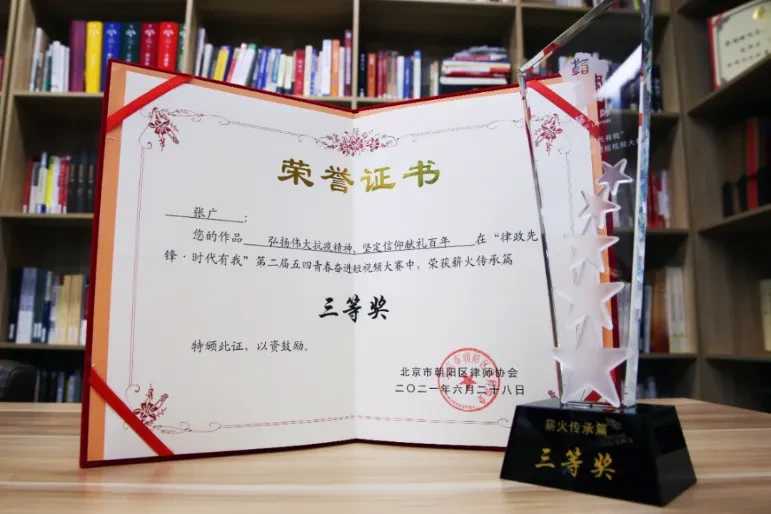 荣誉证书
张广：
您的作品 弘扬伟大抗疫精神，坚定信仰献礼百年 在“律政先
锋·时代有我”第二届五四青春奋进短视频大赛中，荣获薪火传承篇
三等奖
特颁此证，以资鼓励。
北京市朝阳区律师协会
二〇二一年六月二十八日
薪火传承篇
三等奖